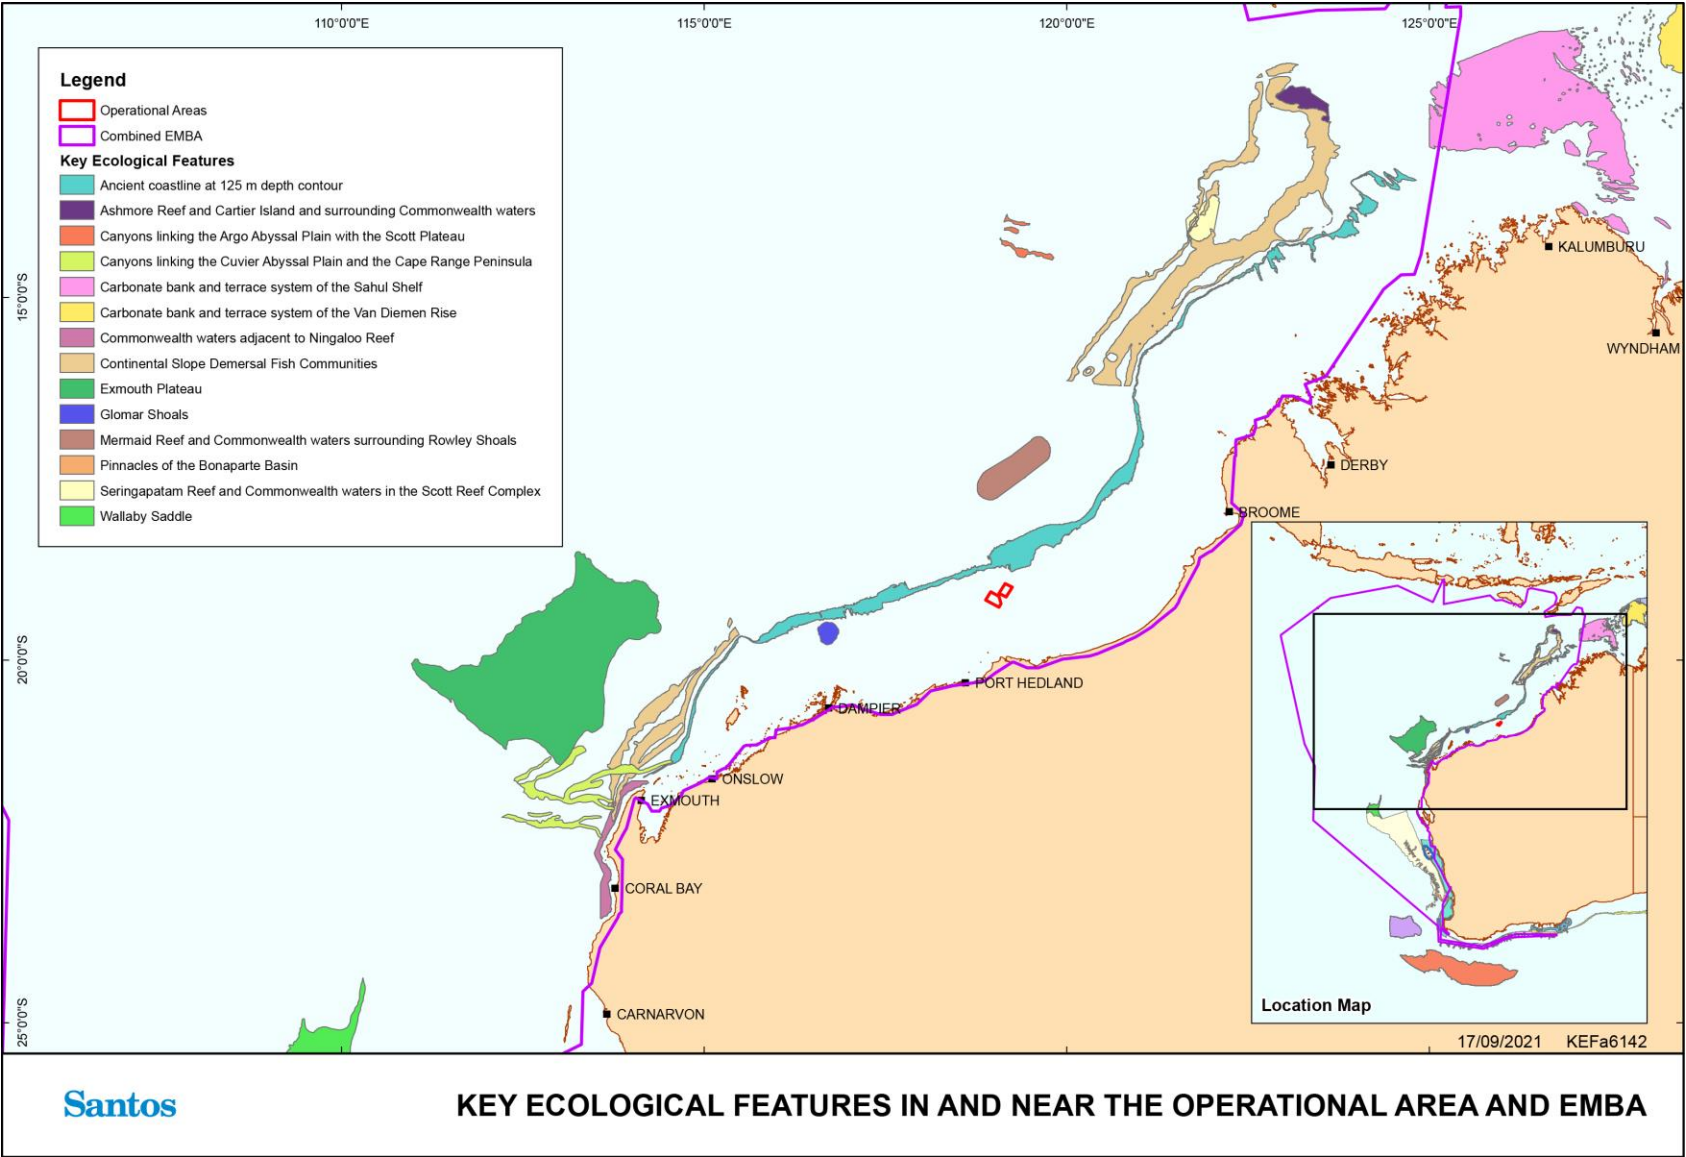 110°0'0"E
115°0'0"E
120°0'0"E
125°0'0"E
Legend
Operational Areas
Combined EMBA
Key Ecological Features
Ancient coastline at 125 m depth contour
Ashmore Reef and Cartier Island and surrounding Commonwealth waters
Canyons linking the Argo Abyssal Plain with the Scott Plateau
Canyons linking the Cuvier Abyssal Plain and the Cape Range Peninsula
Carbonate bank and terrace system of the Sahul Shelf
Carbonate bank and terrace system of the Van Diemen Rise
Commonwealth waters adjacent to Ningaloo Reef
Continental Slope Demersal Fish Communities
Exmouth Plateau
Glomar Shoals
Mermaid Reef and Commonwealth waters surrounding Rowley Shoals
Pinnacles of the Bonaparte Basin
Seringapatam Reef and Commonwealth waters in the Scott Reef Complex
Wallaby Saddle
15°0'0"S
20°0'0"S
25°0'0"S
KALUMBURU
WYNDHAM
DERBY
BROOME
PORT HEDLAND
DAMPIER
ONSLOW
EXMOUTH
CORAL BAY
CARNARVON
Location Map
17/09/2021 KEFa6142
Santos
KEY ECOLOGICAL FEATURES IN AND NEAR THE OPERATIONAL AREA AND EMBA